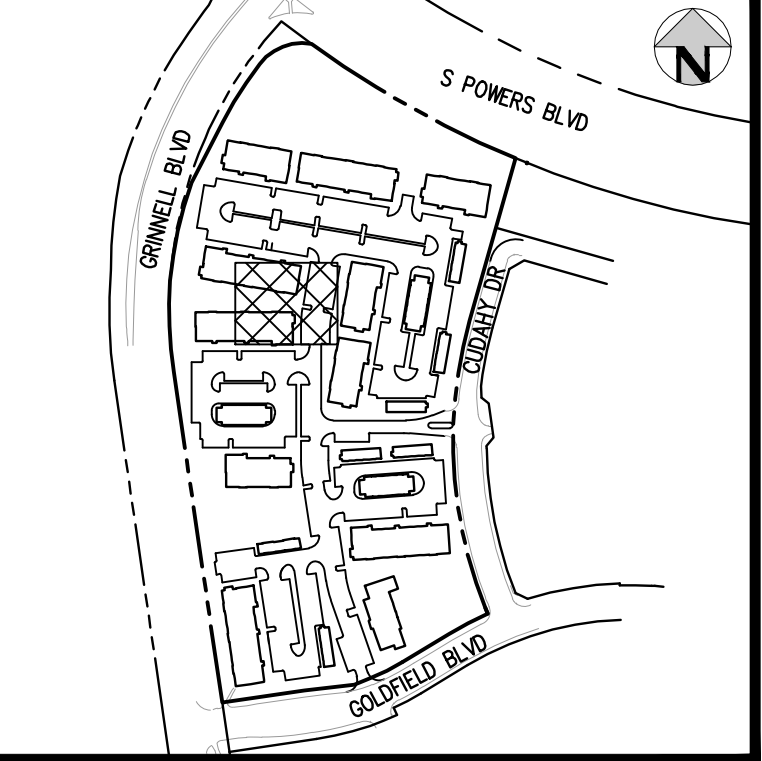 N
S POWERS BLVD
GRINNELL BLVD
CUDAHY DR
GOLDFIELD BLVD